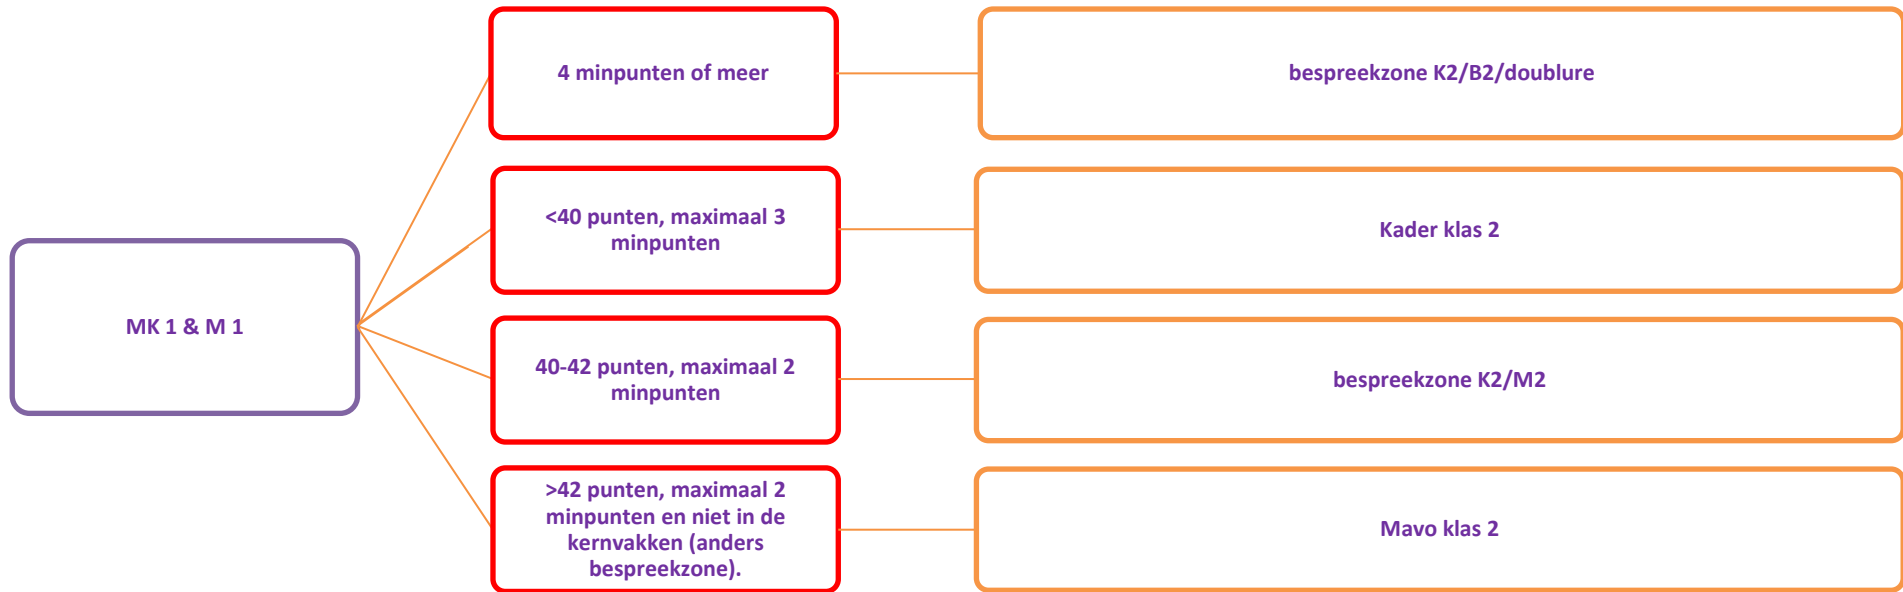 MK 1 & M 1
4 minpunten of meer
bespreekzone K2/B2/doublure
<40 punten, maximaal 3
minpunten
Kader klas 2
40-42 punten, maximaal 2
minpunten
bespreekzone K2/M2
>42 punten, maximaal 2
minpunten en niet in de
kernvakken (anders
bespreekzone).
Mavo klas 2